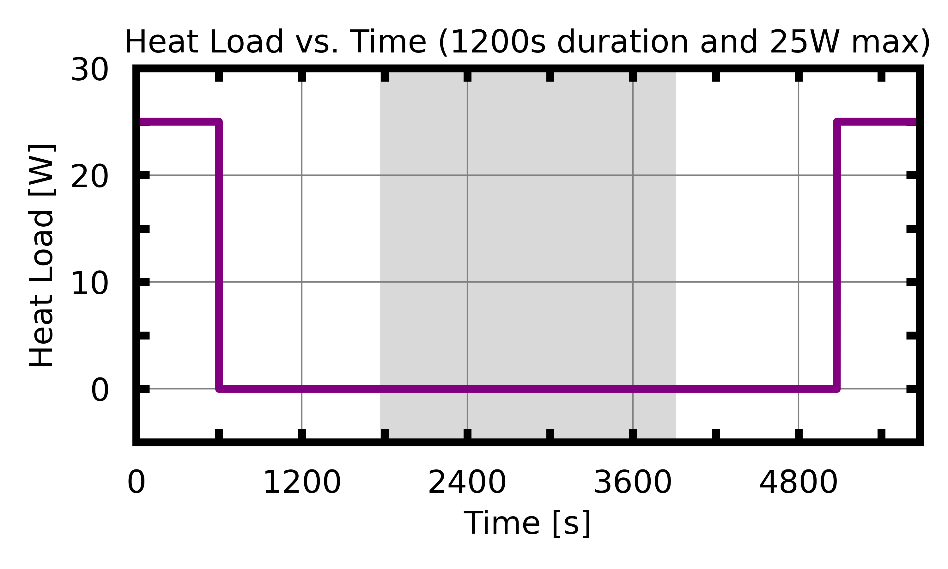 Heat Load vs. Time (1200s duration and 25W max)
30
20
10
0
Heat Load [W]
0 1200 2400 3600 4800
Time [s]